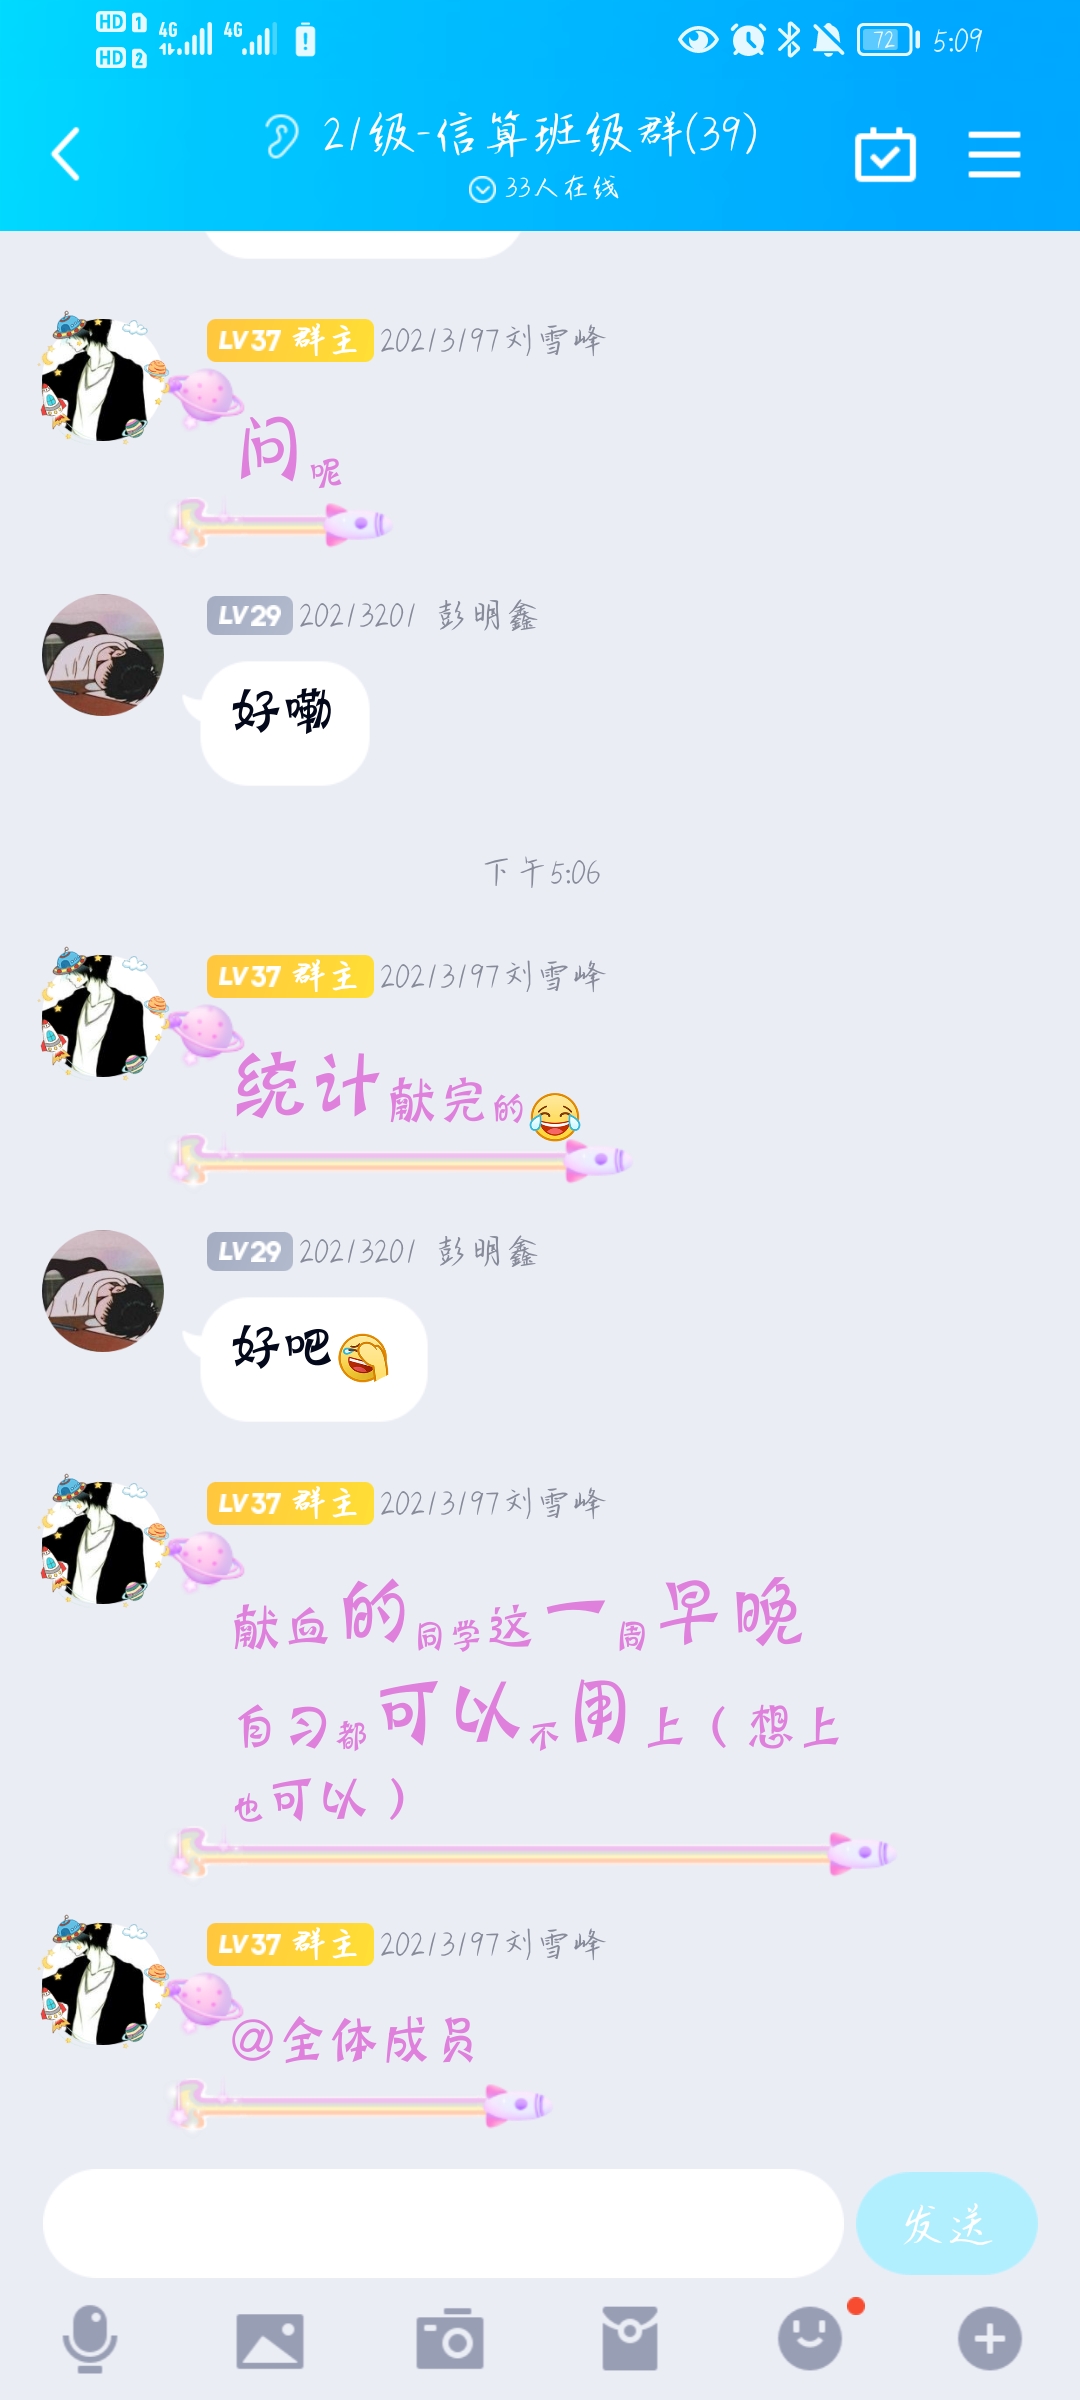 HD 1 4G 4G 72 5:09
HD 2
21级-信算班级群(39)
33人在线
LV37 群主 20213197刘雪峰
问呢
LV29 20213201 彭明鑫
好嘞
下午5:06
LV37 群主 20213197刘雪峰
统计献完的😂
LV29 20213201 彭明鑫
好吧
LV37 群主 20213197刘雪峰
献血的同学这一周早晚
自习都可以不用上（想上
也可以）
LV37 群主 20213197刘雪峰
@全体成员
发送